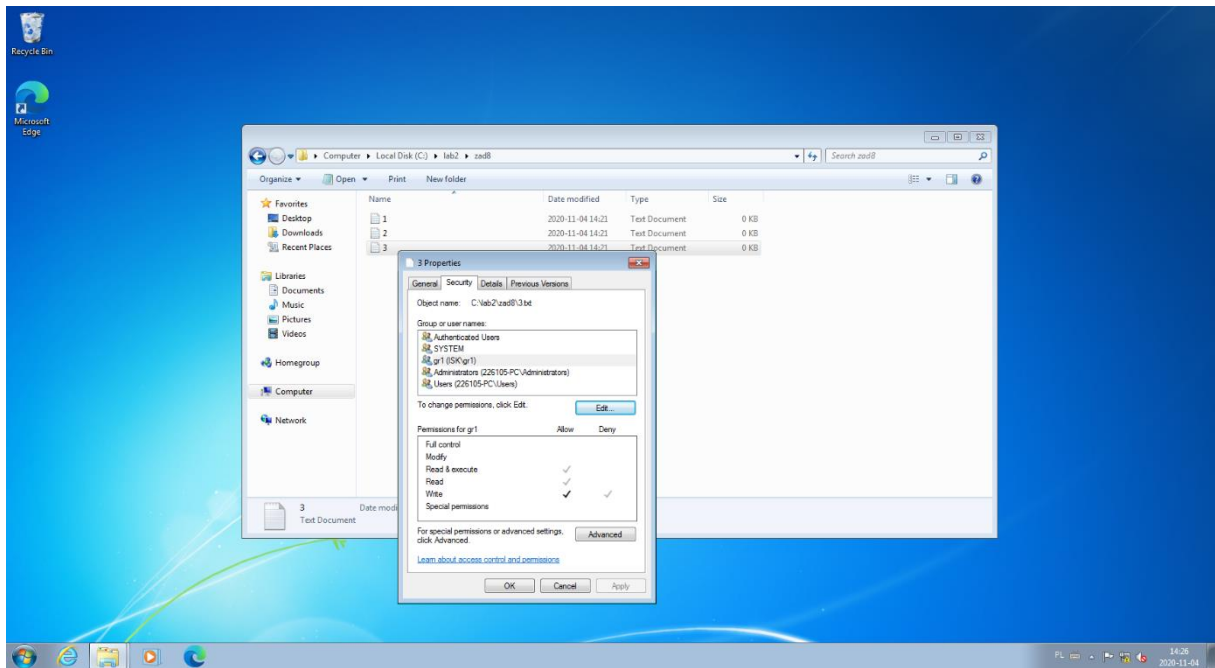 Recycle Bin
Microsoft
Edge
Computer
Local Disk (C:)
lab2
zad8
Search zad8
Organize
Open
Print
New folder
Name
Date modified
Type
Size
Favorites
Desktop
Downloads
Recent Places
Libraries
Documents
Music
Pictures
Videos
Homegroup
Computer
Network
1 2020-11-04 14:21 Text Document 0 KB
2 2020-11-04 14:21 Text Document 0 KB
3 2020-11-04 14:21 Text Document 0 KB
3 Date modi
Text Document
3 Properties
General Security Details Previous Versions
Object name: C:\lab2\zad8\3.txt
Group or user names:
Authenticated Users
SYSTEM
gr1 (ISK\gr1)
Administrators (226105-PC\Administrators)
Users (226105-PC\Users)
To change permissions, click Edit.
Edit...
Permissions for gr1 Allow Deny
Full control
Modify
Read & execute
Read
Write
Special permissions
For special permissions or advanced settings,
click Advanced.
Advanced
Learn about access control and permissions
OK Cancel Apply
PL
14:26
2020-11-04